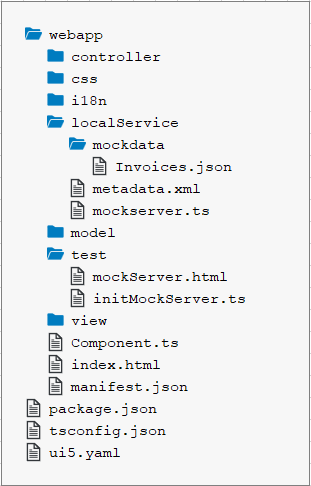 webapp
controller
css
i18n
localService
mockdata
Invoices.json
metadata.xml
mockserver.ts
model
test
mockServer.html
initMockServer.ts
view
Component.ts
index.html
manifest.json
package.json
tsconfig.json
ui5.yaml